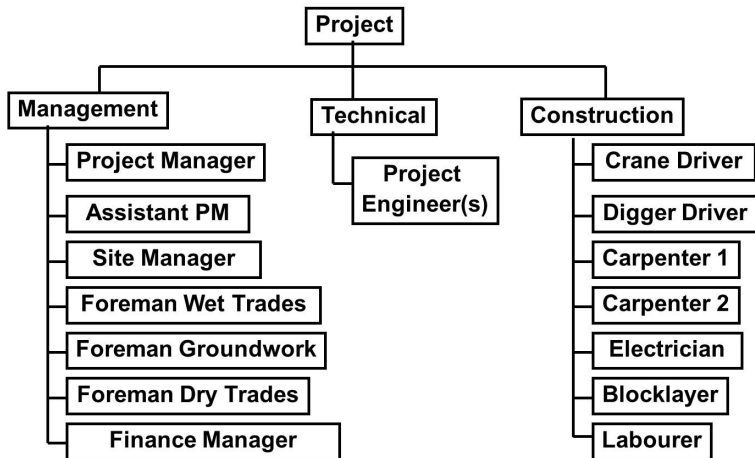 Project
Management
Technical
Construction
Project Manager
Assistant PM
Site Manager
Foreman Wet Trades
Foreman Groundwork
Foreman Dry Trades
Finance Manager
Project
Engineer(s)
Crane Driver
Digger Driver
Carpenter 1
Carpenter 2
Electrician
Blocklayer
Labourer